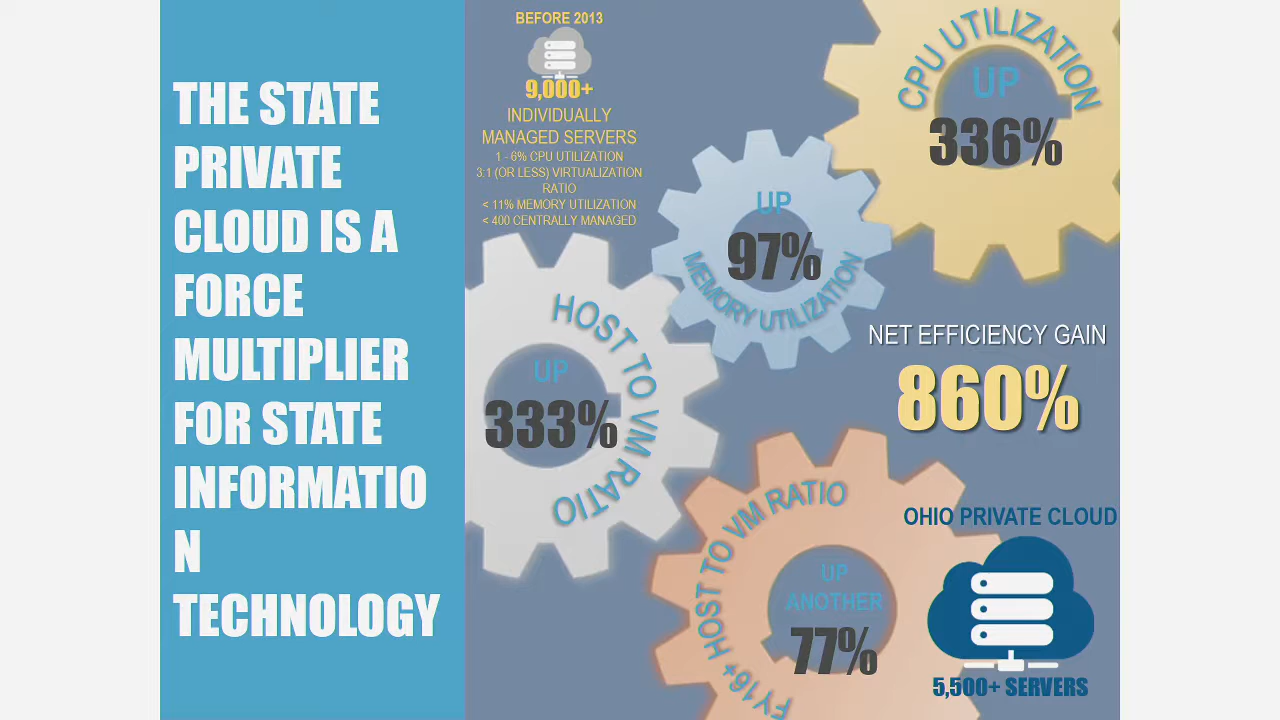 THE STATE
PRIVATE
CLOUD IS A
FORCE
MULTIPLIER
FOR STATE
INFORMATIO
N
TECHNOLOGY
BEFORE 2013
9,000+
INDIVIDUALLY
MANAGED SERVERS
1 - 6% CPU UTILIZATION
3:1 (OR LESS) VIRTUALIZATION
RATIO
< 11% MEMORY UTILIZATION
< 400 CENTRALLY MANAGED
CPU UTILIZATION
UP
336%
UP
97%
MEMORY UTILIZATION
HOST TO VM RATIO
UP
333%
NET EFFICIENCY GAIN
860%
FY16+ HOST TO VM RATIO
UP
ANOTHER
77%
OHIO PRIVATE CLOUD
5,500+ SERVERS